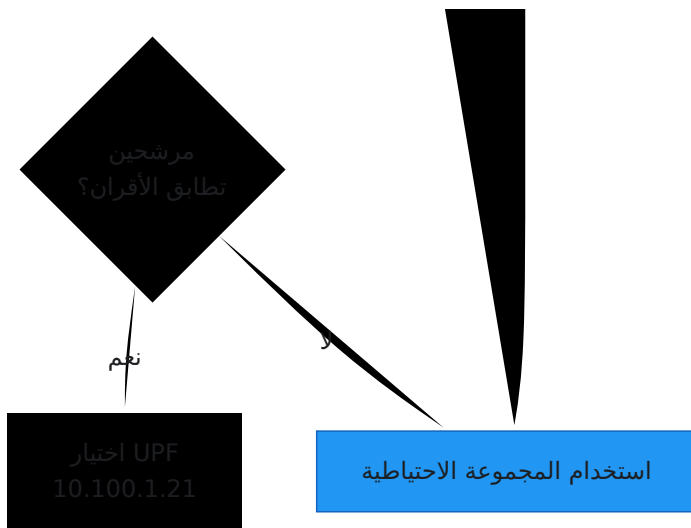 مرشحين
تطابق الأقران؟
لا
نعم
اختيار UPF
10.100.1.21
استخدام المجموعة الاحتياطية